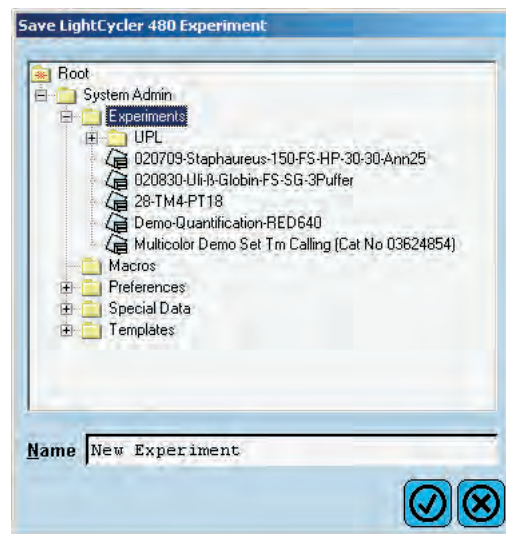 Save LightCycler 480 Experiment
Root
System Admin
Experiments
UPL
020709-Staphaureus-150-FS-HP-30-30-Ann25
020830-Uli-ß-Globin-FS-SG-3Puffer
28-TM4-PT18
Demo-Quantification-RED640
Multicolor Demo Set Tm Calling (Cat No 03624854)
Macros
Preferences
Special Data
Templates
Name New Experiment